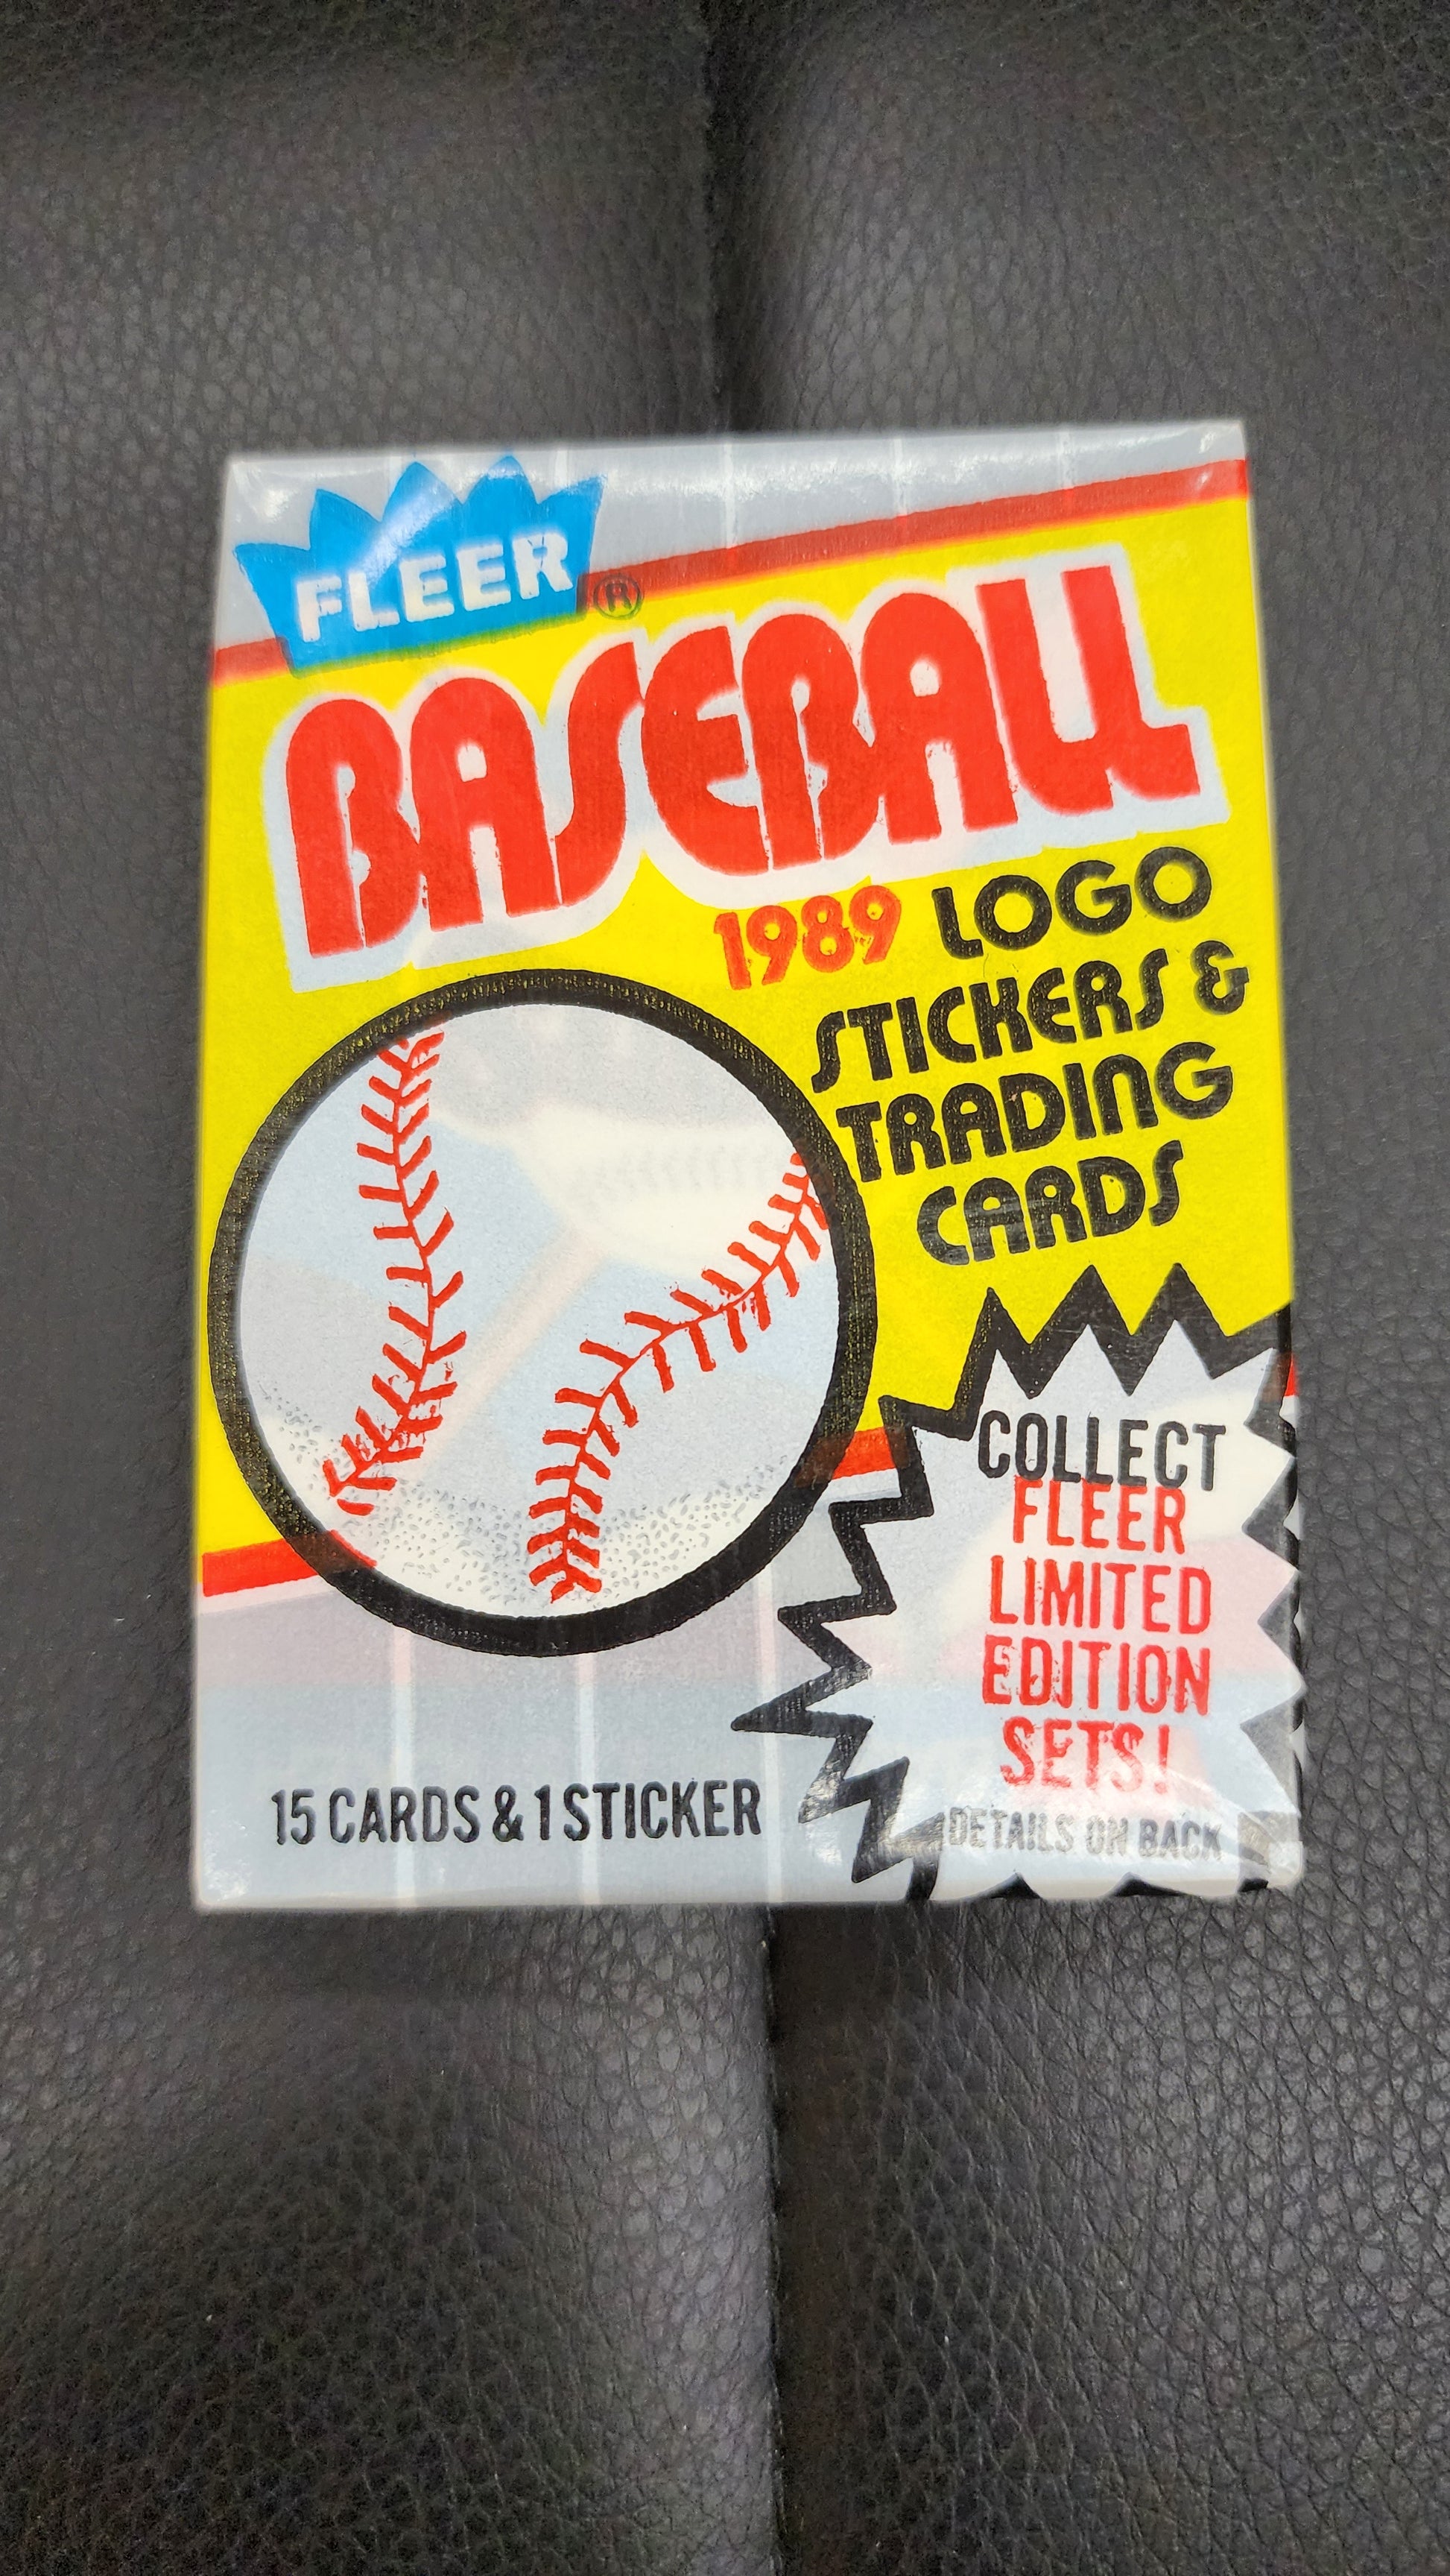 FLEER®
BASEBALL
1989 LOGO
STICKERS &
TRADING
CARDS
COLLECT
FLEER
LIMITED
EDITION
SETS!
DETAILS ON BACK
15 CARDS & 1 STICKER